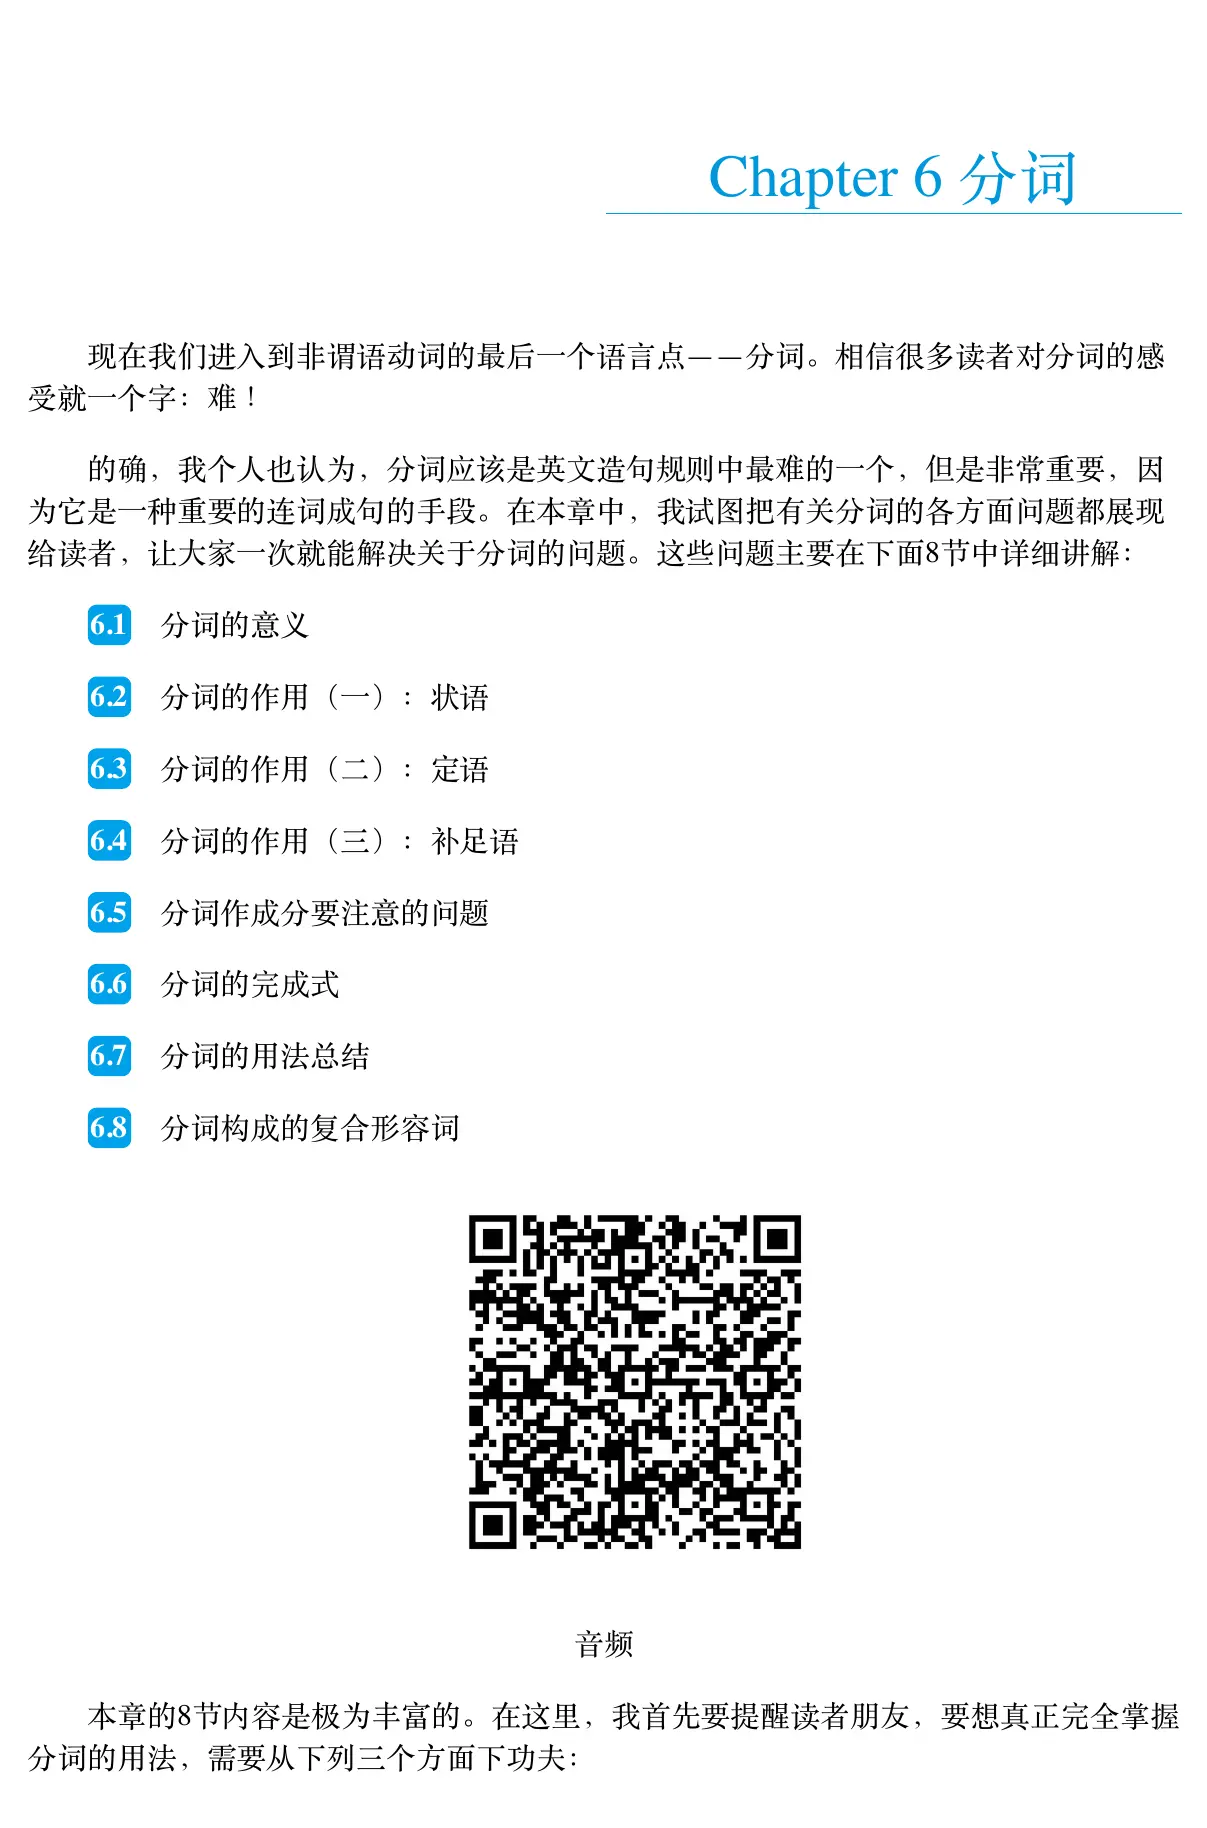 Chapter 6 分词
现在我们进入到非谓语动词的最后一个语言点——分词。相信很多读者对分词的感
受就一个字：难！
的确，我个人也认为，分词应该是英文造句规则中最难的一个，但是非常重要，因
为它是一种重要的连词成句的手段。在本章中，我试图把有关分词的各方面问题都展现
给读者，让大家一次就能解决关于分词的问题。这些问题主要在下面8节中详细讲解：
6.1 分词的意义
6.2 分词的作用（一）：状语
6.3 分词的作用（二）：定语
6.4 分词的作用（三）：补足语
6.5 分词作成分要注意的问题
6.6 分词的完成式
6.7 分词的用法总结
6.8 分词构成的复合形容词
音频
本章的8节内容是极为丰富的。在这里，我首先要提醒读者朋友，要想真正完全掌握
分词的用法，需要从下列三个方面下功夫：